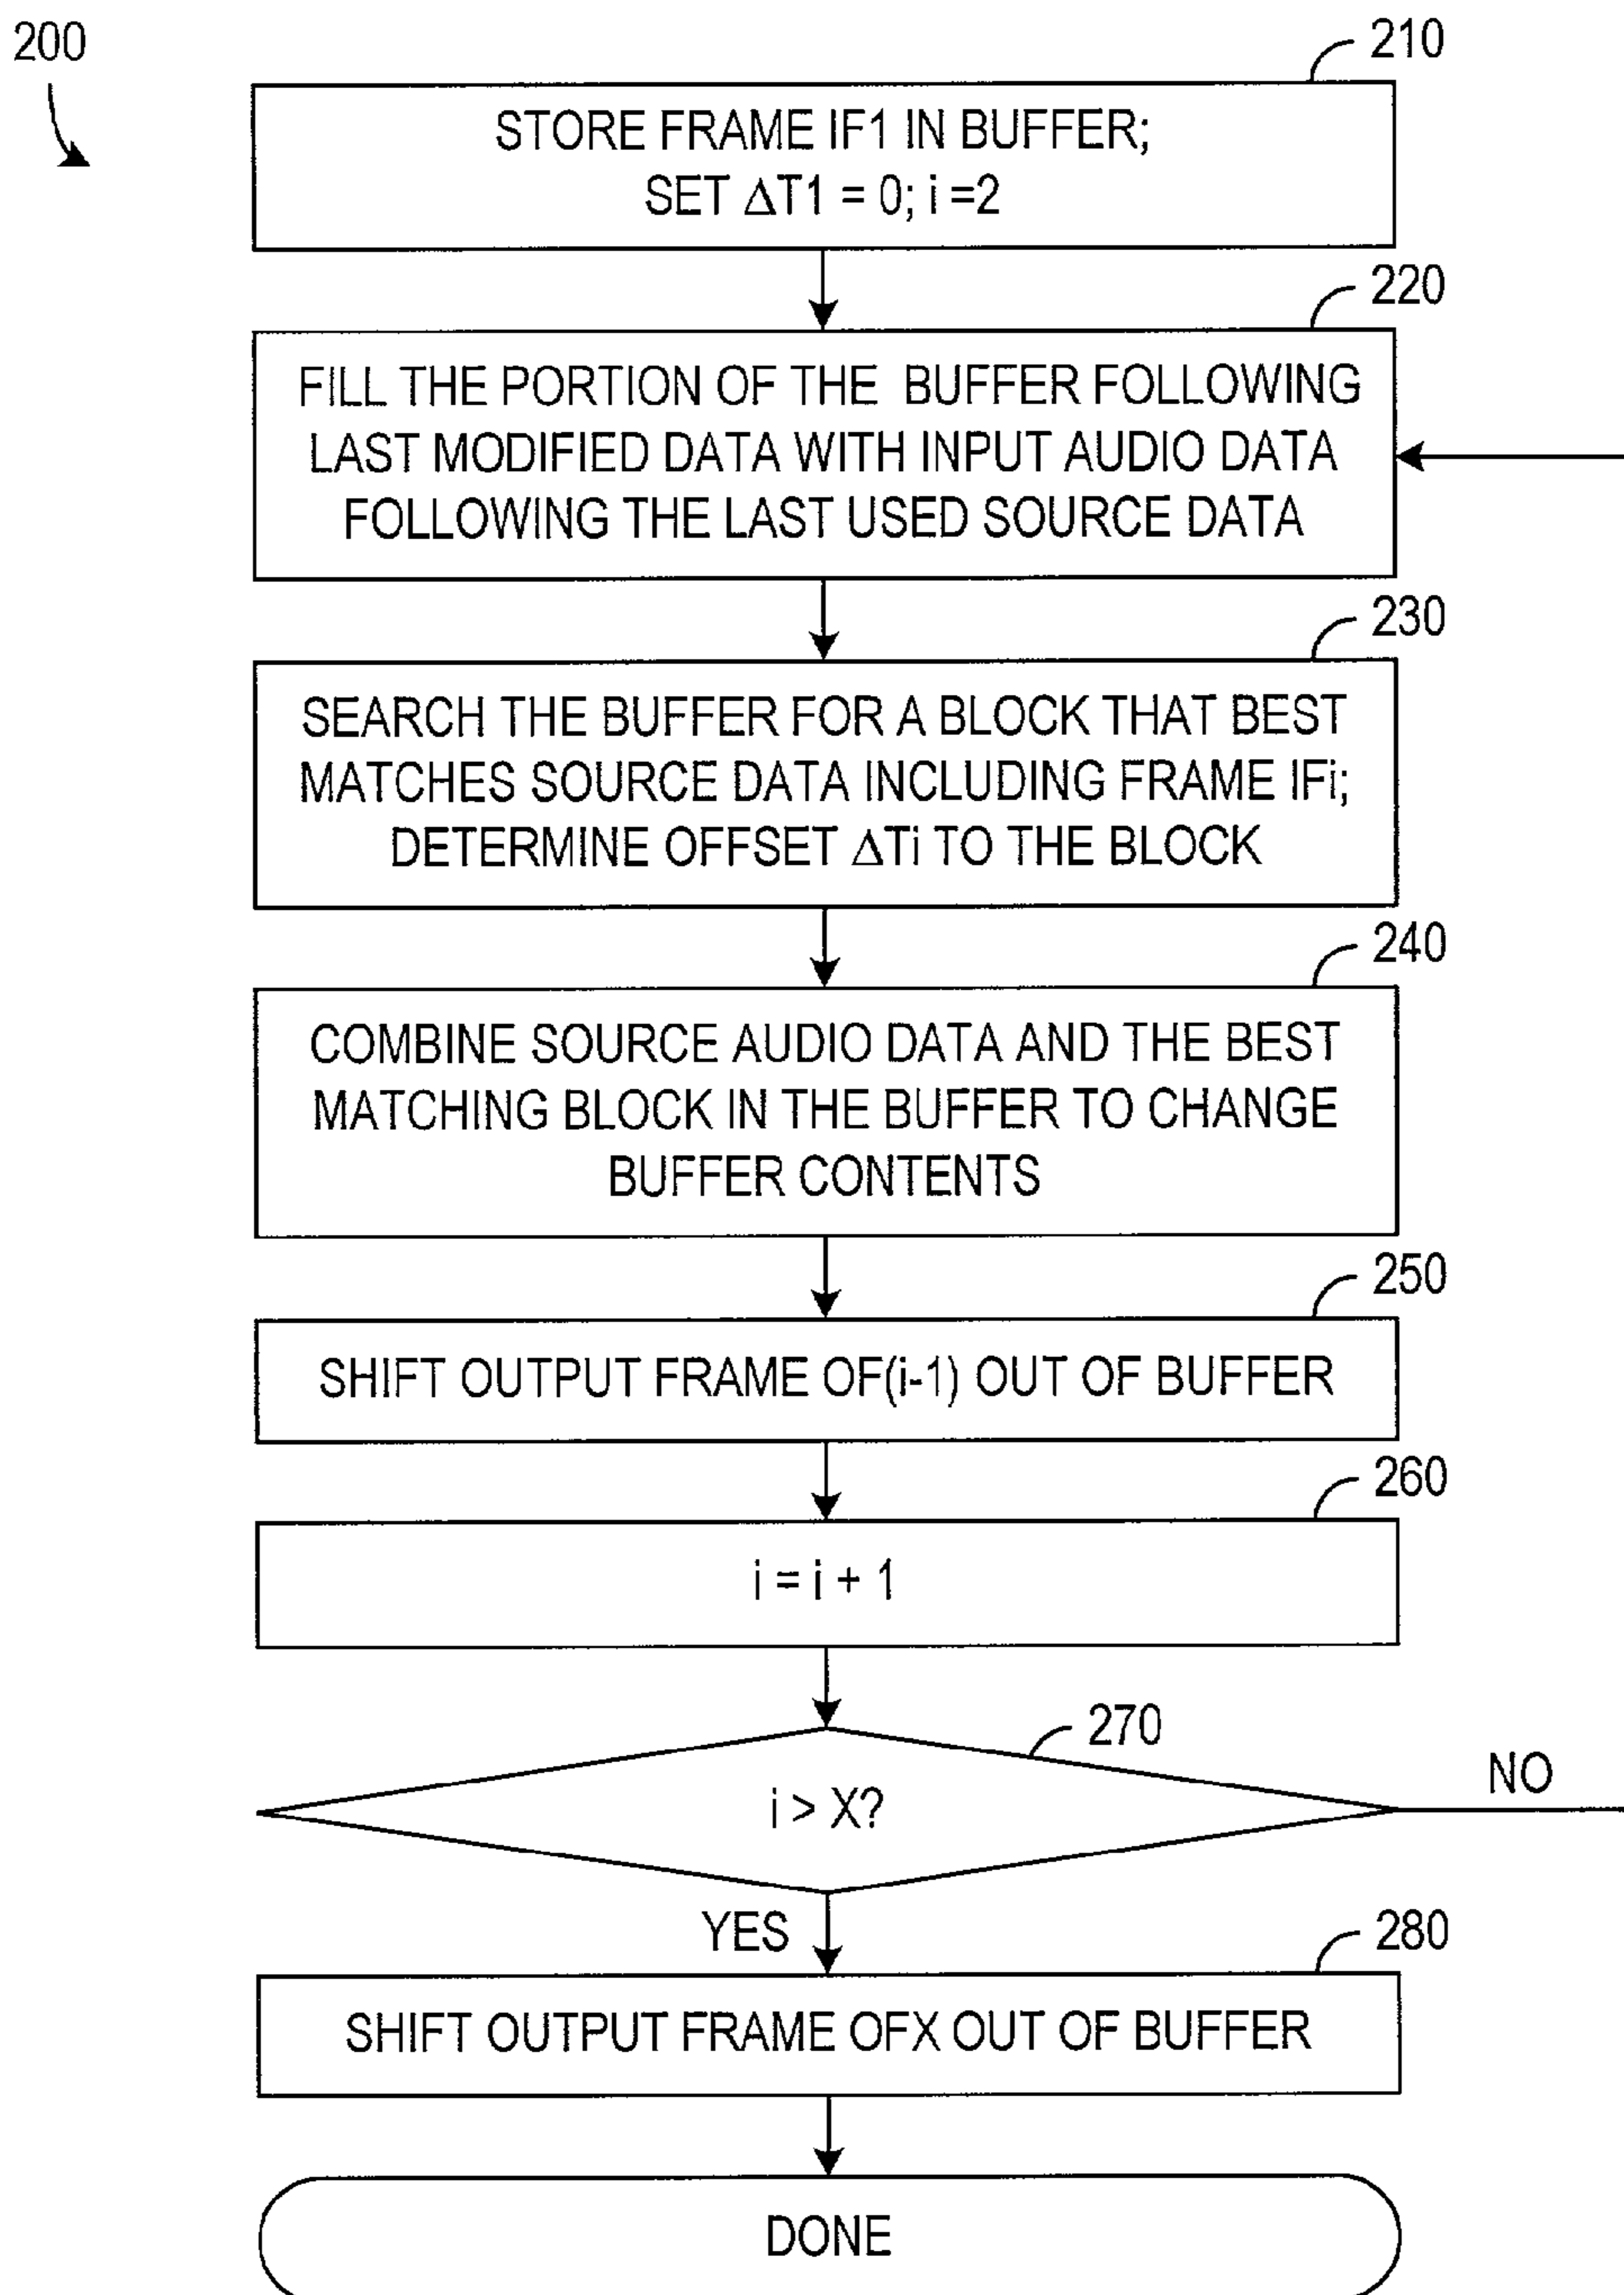 200
210
STORE FRAME IF1 IN BUFFER;
SET ΔT1 = 0; i =2
220
FILL THE PORTION OF THE BUFFER FOLLOWING
LAST MODIFIED DATA WITH INPUT AUDIO DATA
FOLLOWING THE LAST USED SOURCE DATA
230
SEARCH THE BUFFER FOR A BLOCK THAT BEST
MATCHES SOURCE DATA INCLUDING FRAME IFi;
DETERMINE OFFSET ΔTi TO THE BLOCK
240
COMBINE SOURCE AUDIO DATA AND THE BEST
MATCHING BLOCK IN THE BUFFER TO CHANGE
BUFFER CONTENTS
250
SHIFT OUTPUT FRAME OF(i-1) OUT OF BUFFER
260
i = i + 1
270
i > X?
NO
YES
280
SHIFT OUTPUT FRAME OFX OUT OF BUFFER
DONE